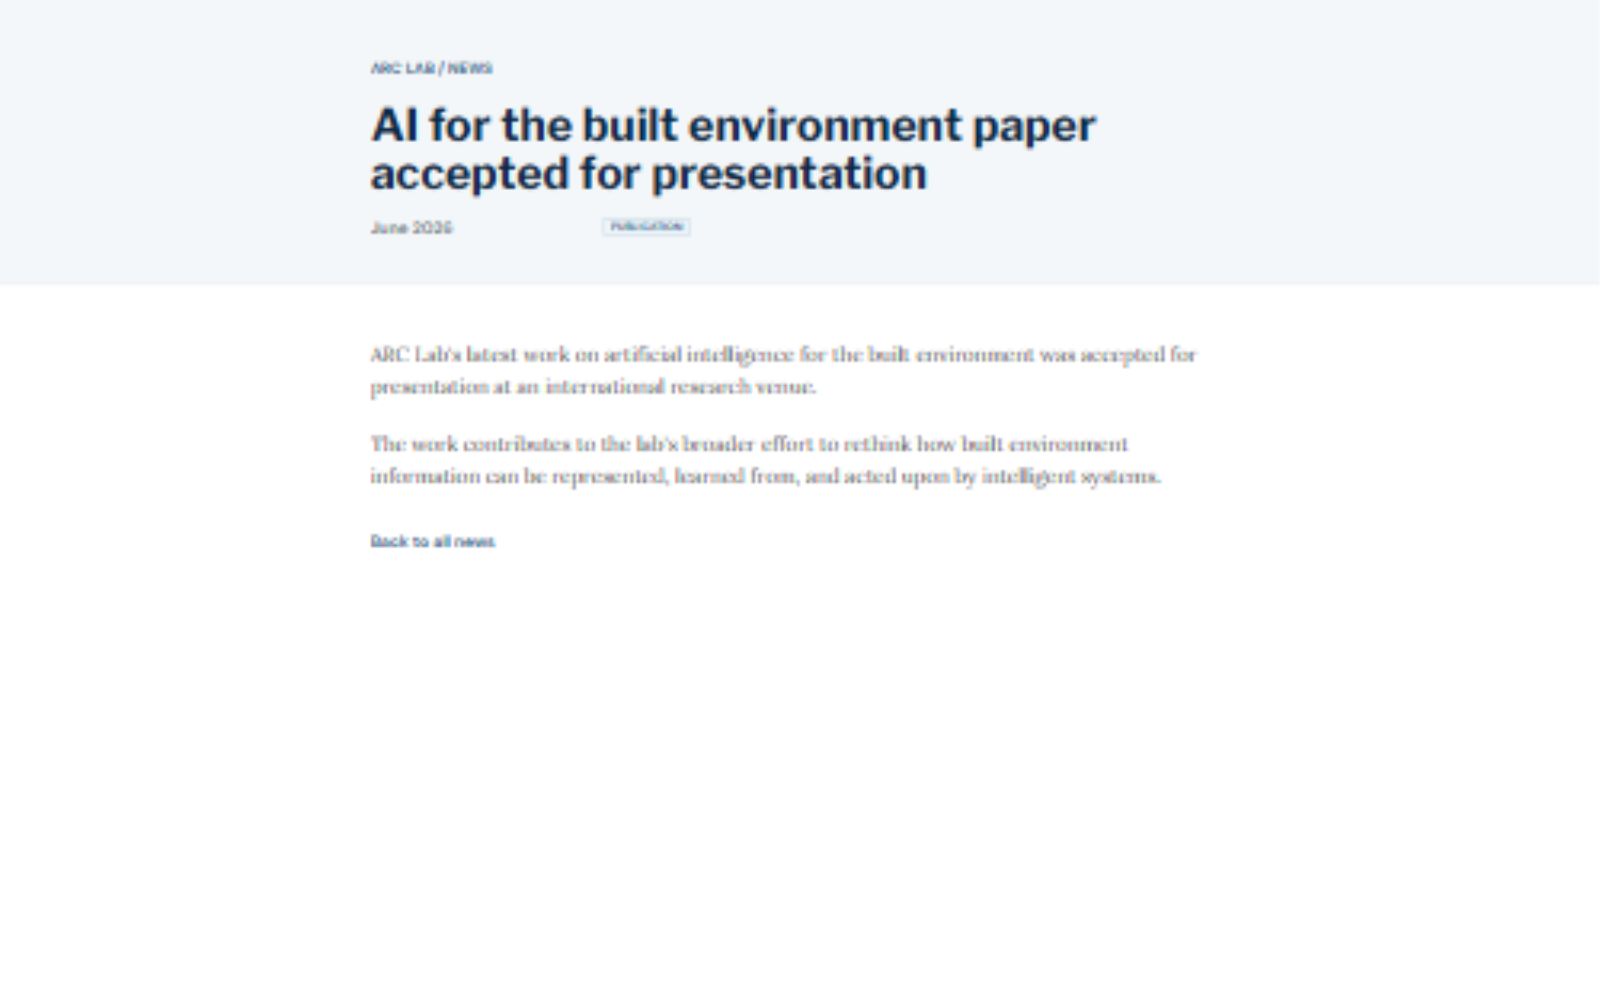 ARC LAB / NEWS
AI for the built environment paper
accepted for presentation
June 2026
PUBLICATION
ARC Lab's latest work on artificial intelligence for the built environment was accepted for
presentation at an international research venue.
The work contributes to the lab's broader effort to rethink how built environment
information can be represented, learned from, and acted upon by intelligent systems.
Back to all news